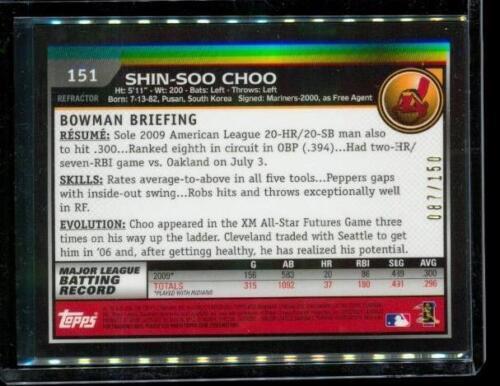 151
REFRACTOR
SHIN-SOO CHOO
Ht: 5'11" • Wt: 200 • Bats: Left • Throws: Left
Born: 7-13-82, Pusan, South Korea Signed: Mariners-2000, as Free Agent
BOWMAN BRIEFING
RÉSUMÉ: Sole 2009 American League 20-HR/20-SB man also
to hit .300...Ranked eighth in circuit in OBP (.394)...Had two-HR/
seven-RBI game vs. Oakland on July 3.
SKILLS: Rates average-to-above in all five tools...Peppers gaps
with inside-out swing...Robs hits and throws exceptionally well
in RF.
EVOLUTION: Choo appeared in the XM All-Star Futures Game three
times on his way up the ladder. Cleveland traded with Seattle to get
him in '06 and, after gettingg healthy, he has realized his potential.
087/150
MAJOR LEAGUE
BATTING
RECORD
G AB HR RBI SLG AVG
2009* 156 583 20 86 .489 .300
TOTALS 315 1092 37 180 .491 .296
*PLAYED WITH INDIANS
Topps